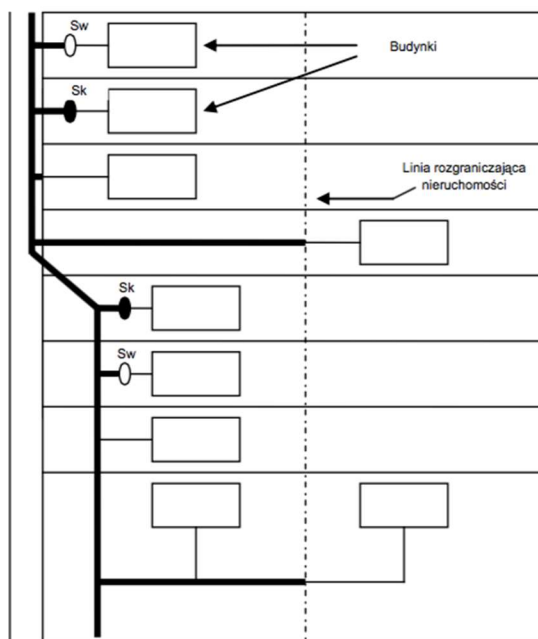 Sw
Budynki
Sk
Linia rozgraniczająca
nieruchomości
Sk
Sw